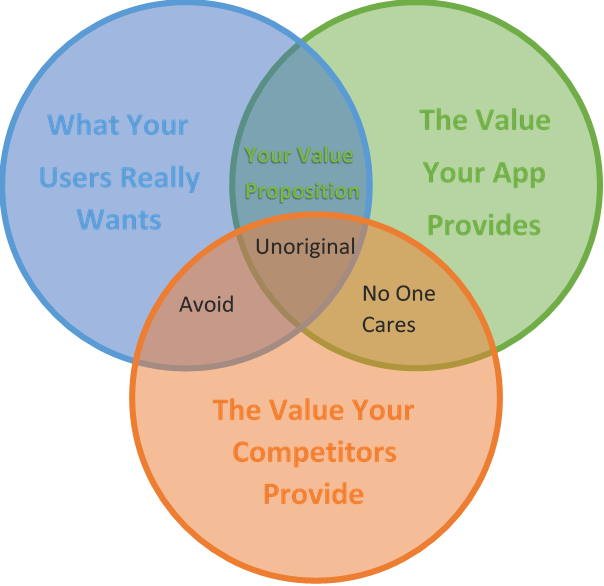 What Your
Users Really
Wants
The Value
Your App
Provides
Your Value
Proposition
Unoriginal
Avoid
No One
Cares
The Value Your
Competitors
Provide